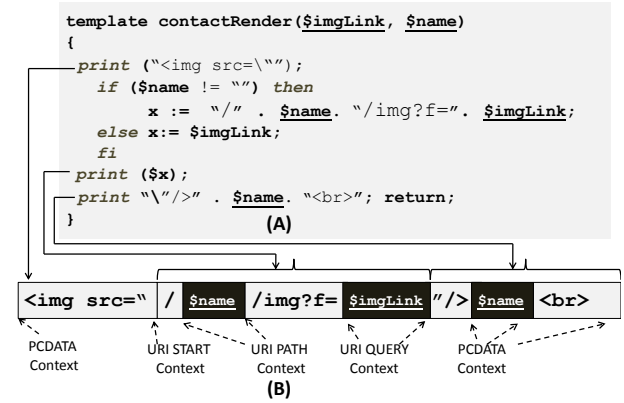 template contactRender($imgLink, $name)
{
print (“<img src=\“”);
if ($name != “”) then
x := “/” . $name. “/img?f=”. $imgLink;
else x:= $imgLink;
fi
print ($x);
print “\”/>” . $name. “<br>”; return;
}
(A)
<img src=“ / $name /img?f= $imgLink ”/> $name <br>
PCDATA Context
URI START Context
URI PATH Context
URI QUERY Context
PCDATA Context
(B)